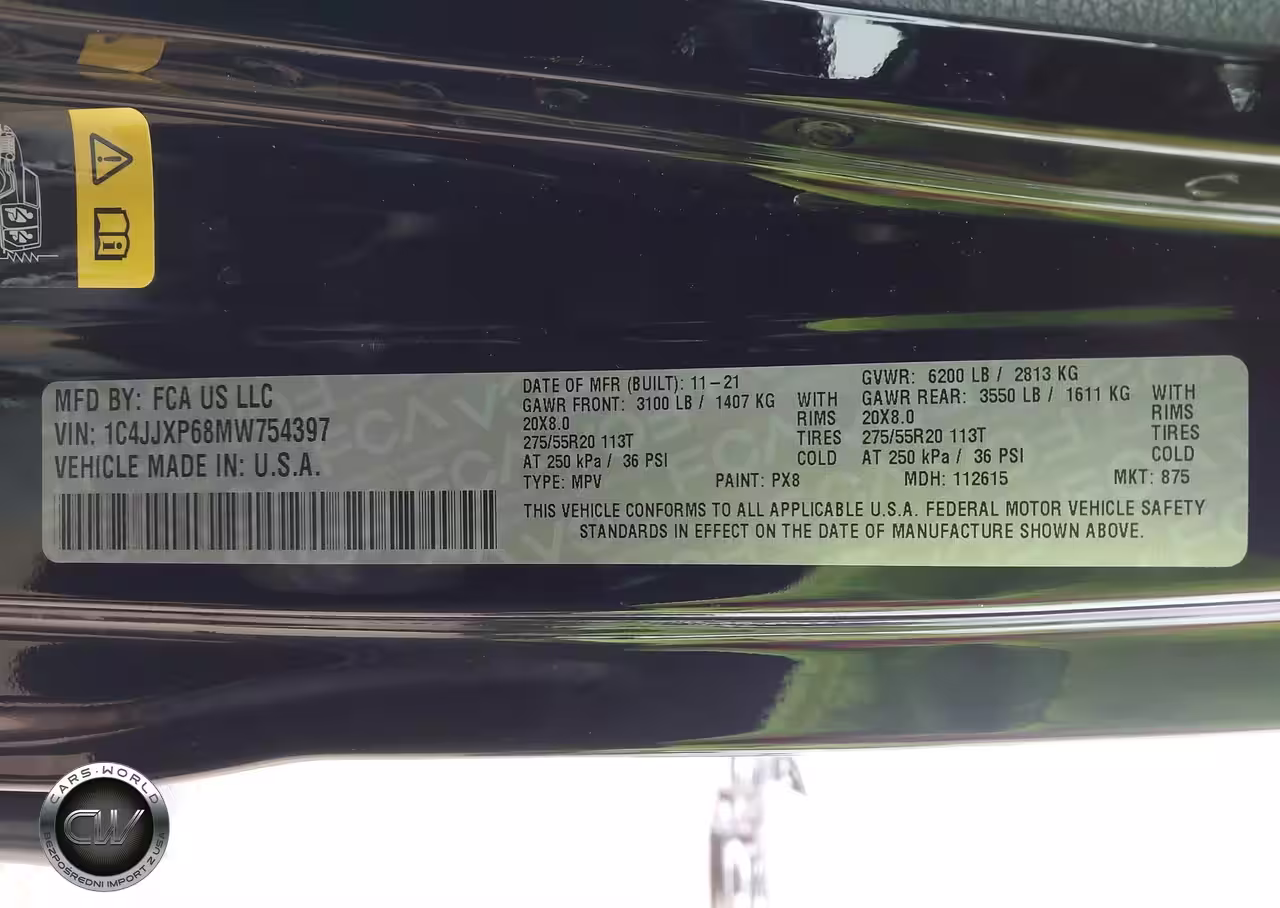 MFD BY: FCA US LLC
VIN: 1C4JJXP68MW754397
VEHICLE MADE IN: U.S.A.
DATE OF MFR (BUILT): 11-21
GAWR FRONT: 3100 LB / 1407 KG WITH
20X8.0 RIMS
275/55R20 113T TIRES
AT 250 kPa / 36 PSI COLD
GVWR: 6200 LB / 2813 KG
GAWR REAR: 3550 LB / 1611 KG WITH
20X8.0 RIMS
275/55R20 113T TIRES
AT 250 kPa / 36 PSI COLD
TYPE: MPV PAINT: PX8 MDH: 112615 MKT: 875
THIS VEHICLE CONFORMS TO ALL APPLICABLE U.S.A. FEDERAL MOTOR VEHICLE SAFETY
STANDARDS IN EFFECT ON THE DATE OF MANUFACTURE SHOWN ABOVE.
CARS-WORLD
CW
BEZPOŚREDNI IMPORT Z USA